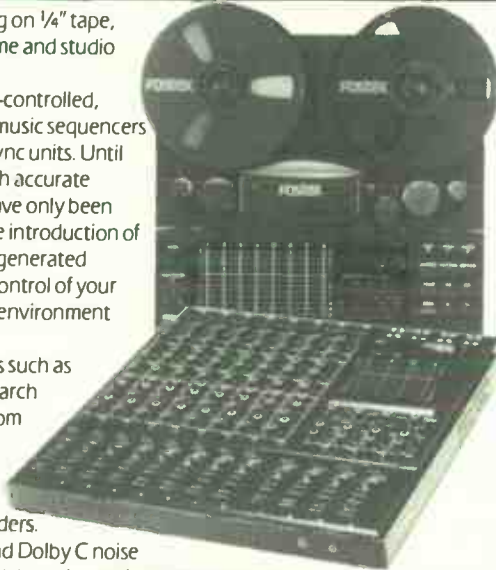 g on ¼" tape,
me and studio
-controlled,
music sequencers
ync units. Until
h accurate
ve only been
e introduction of
generated
ontrol of your
environment
s such as
arch
om
ders.
nd Dolby C noise
FOSTEX
FOSTEX
FOSTEX